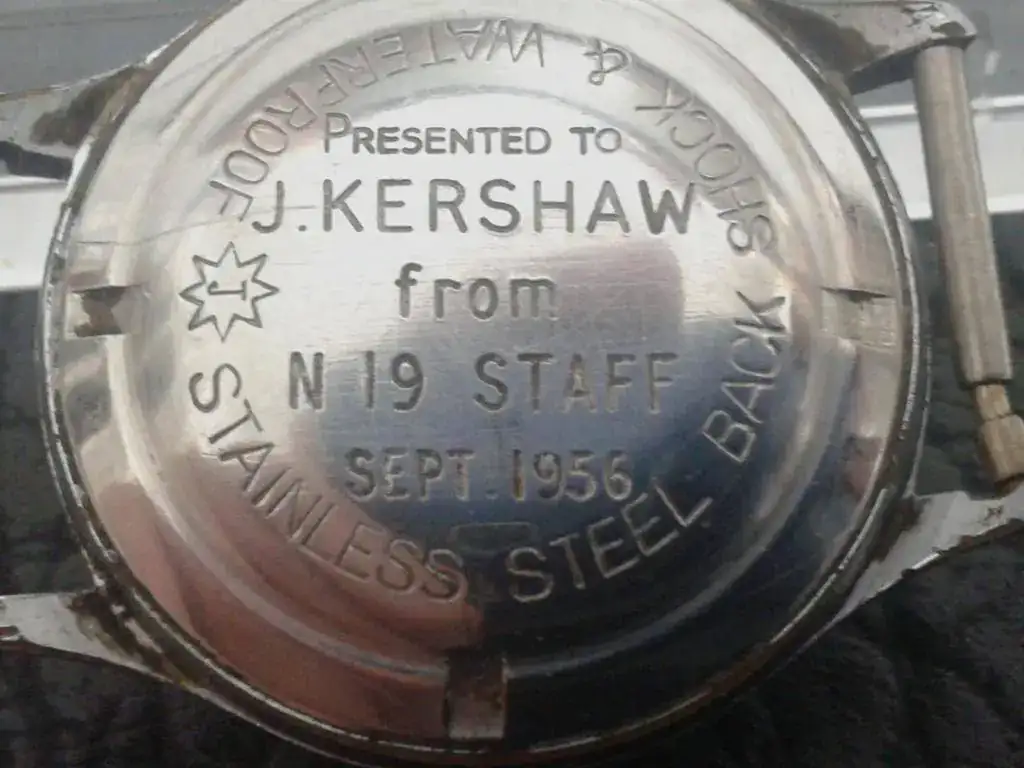 PRESENTED TO
J. KERSHAW
from
N 19 STAFF
SEPT. 1956
SHOCK & WATERPROOF
J
STAINLESS STEEL BACK